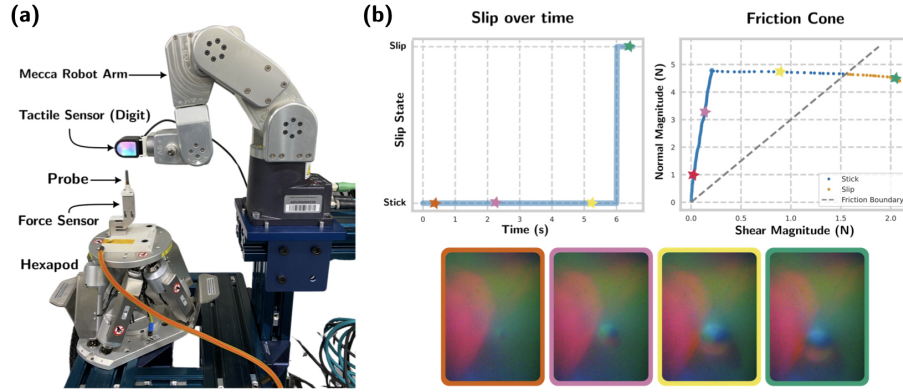 (a)
Mecca Robot Arm
Tactile Sensor (Digit)
Probe
Force Sensor
Hexapod
(b)
Slip over time
Slip
Slip State
Stick
0 1 2 3 4 5 6
Time (s)
Friction Cone
Normal Magnitude (N)
5
4
3
2
1
0
Stick
Slip
Friction Boundary
0.0 0.5 1.0 1.5 2.0
Shear Magnitude (N)